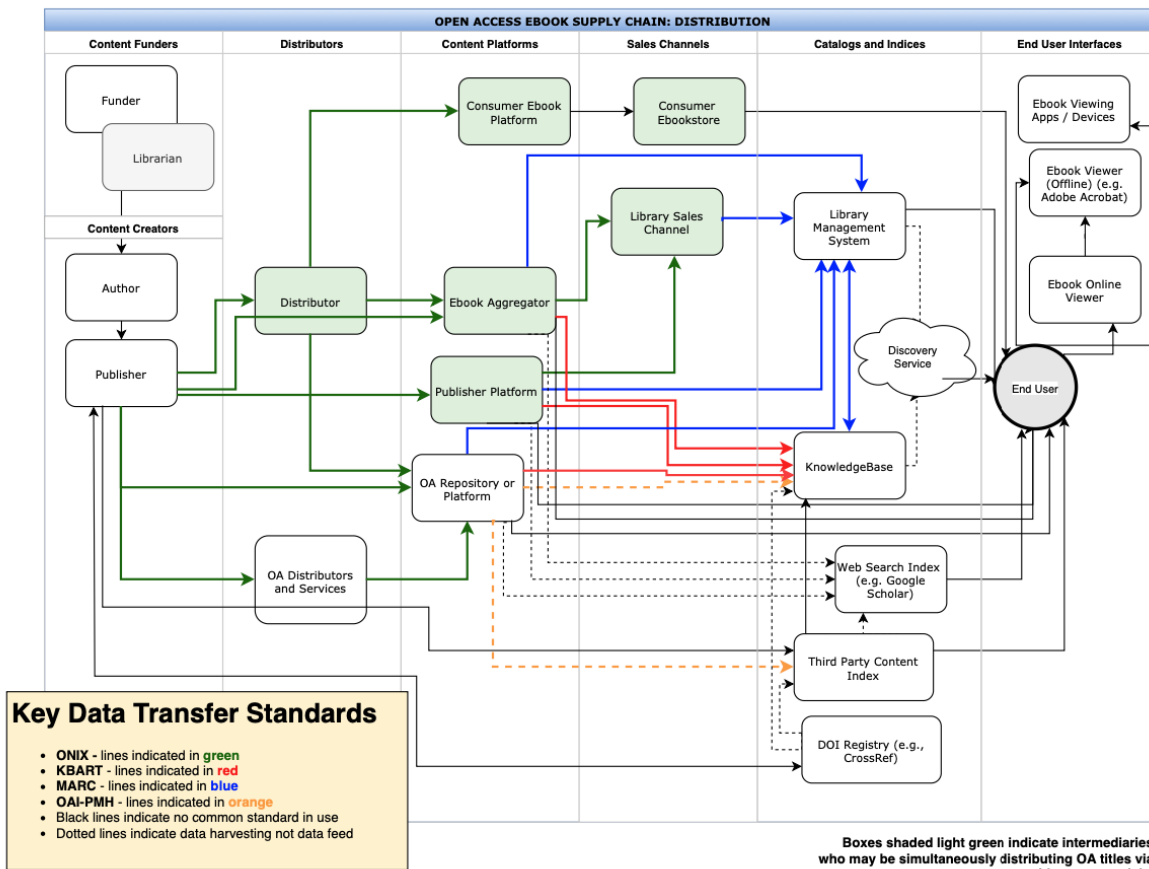 OPEN ACCESS EBOOK SUPPLY CHAIN: DISTRIBUTION
Content Funders
Distributors
Content Platforms
Sales Channels
Catalogs and Indices
End User Interfaces
Funder
Librarian
Content Creators
Author
Publisher
Distributor
OA Distributors
and Services
Consumer Ebook
Platform
Ebook Aggregator
Publisher Platform
OA Repository or
Platform
Consumer
Ebookstore
Library Sales
Channel
Library
Management
System
Discovery
Service
KnowledgeBase
Web Search Index
(e.g. Google
Scholar)
Third Party Content
Index
DOI Registry (e.g.,
CrossRef)
Ebook Viewing
Apps / Devices
Ebook Viewer
(Offline) (e.g.
Adobe Acrobat)
Ebook Online
Viewer
End User
Key Data Transfer Standards
• ONIX - lines indicated in green
• KBART - lines indicated in red
• MARC - lines indicated in blue
• OAI-PMH - lines indicated in orange
• Black lines indicate no common standard in use
• Dotted lines indicate data harvesting not data feed
Boxes shaded light green indicate intermediaries
who may be simultaneously distributing OA titles via